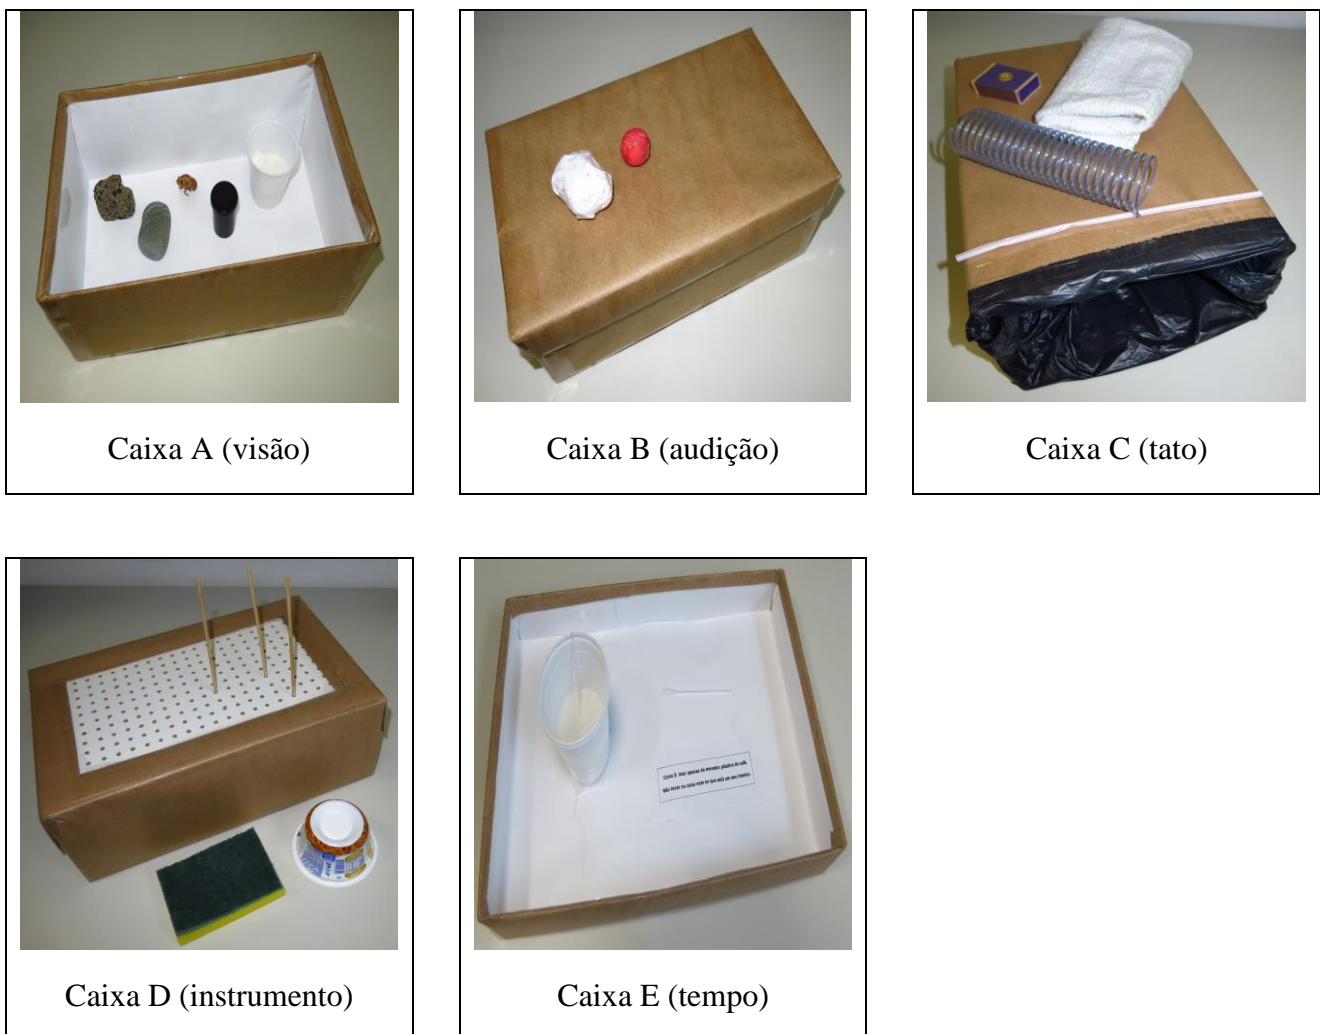 Caixa A (visão)
Caixa B (audição)
Caixa C (tato)
Caixa D (instrumento)
Caixa E (tempo)